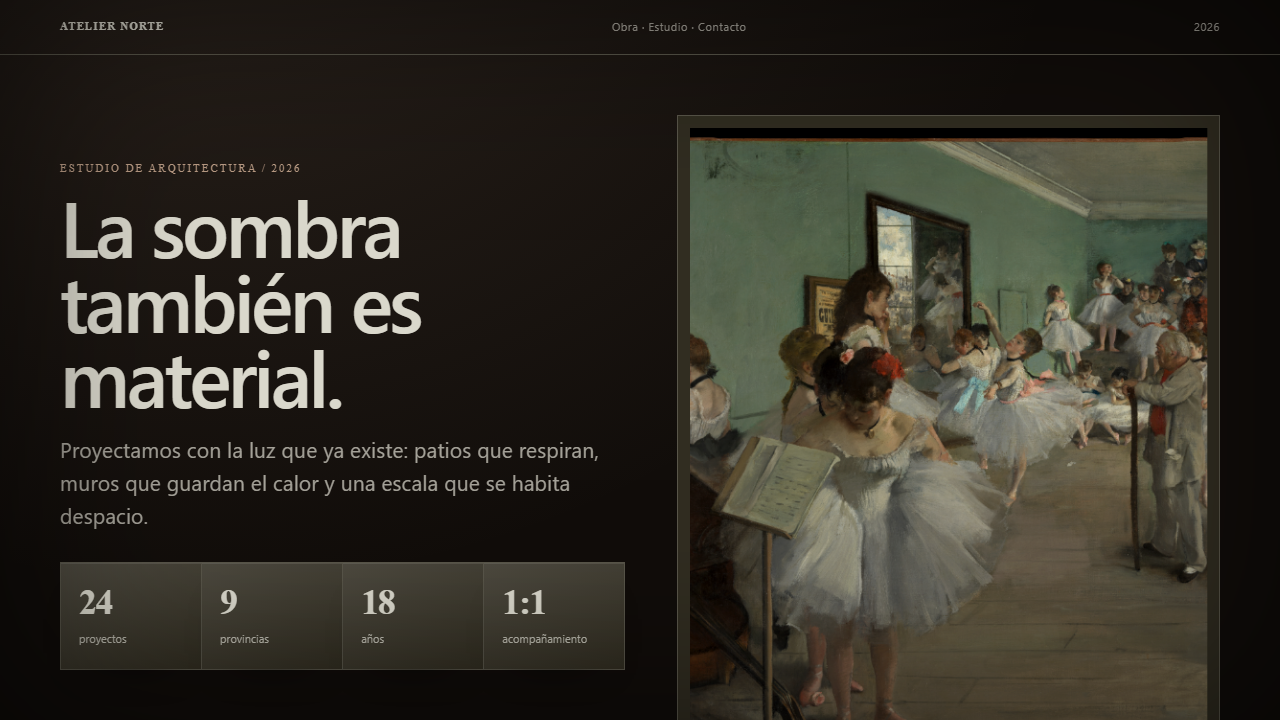 ATELIER NORTE
Obra · Estudio · Contacto
2026
ESTUDIO DE ARQUITECTURA / 2026
La sombra
también es
material.
Proyectamos con la luz que ya existe: patios que respiran,
muros que guardan el calor y una escala que se habita
despacio.
24
proyectos
9
provincias
18
años
1:1
acompañamiento